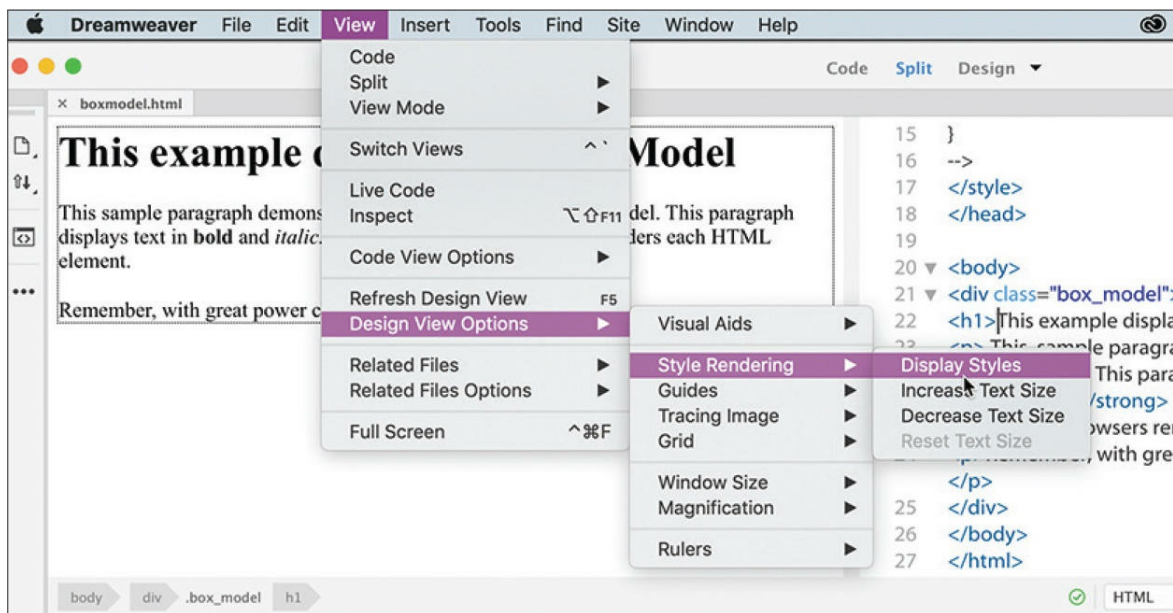 Dreamweaver File Edit View Insert Tools Find Site Window Help
Code Split Design
boxmodel.html
Code
Split
View Mode
Switch Views ^`
Live Code
Inspect ⌥⇧F11
Code View Options
Refresh Design View F5
Design View Options
Related Files
Related Files Options
Full Screen ^⌘F
Visual Aids
Style Rendering
Guides
Tracing Image
Grid
Window Size
Magnification
Rulers
Display Styles
Increase Text Size
Decrease Text Size
Reset Text Size
This example Model
This sample paragraph del. This paragraph
displays text in bold and italic. each HTML
element.
Remember, with great power
15 }
16 -->
17 </style>
18 </head>
19
20 <body>
21 <div class="box_model">
22 <h1>This example
<p> This sample
This
/strong>
with
</p>
25 </div>
26 </body>
27 </html>
body div .box_model h1
HTML